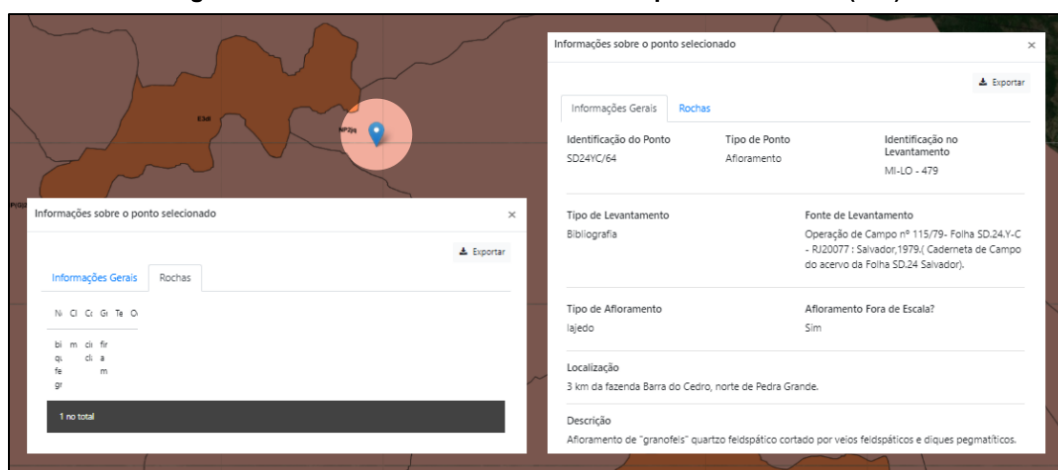 E3dl
Informações sobre o ponto selecionado ×
Exportar
Informações Gerais Rochas
bi m
fe a m
1 no total
Informações sobre o ponto selecionado ×
Exportar
Informações Gerais Rochas
Identificação do Ponto
SD24YC/64
Tipo de Ponto
Afloramento
Identificação no
Levantamento
MI-LO - 479
Tipo de Levantamento
Bibliografia
Fonte de Levantamento
Operação de Campo nº 115/79- Folha SD.24.Y-C
- RJ20077 : Salvador,1979.( Caderneta de Campo
do acervo da Folha SD.24 Salvador).
Tipo de Afloramento
lajedo
Afloramento Fora de Escala?
Sim
Localização
3 km da fazenda Barra do Cedro, norte de Pedra Grande.
Descrição
Afloramento de "granofels" quartzo feldspático cortado por veios feldspáticos e diques pegmatíticos.